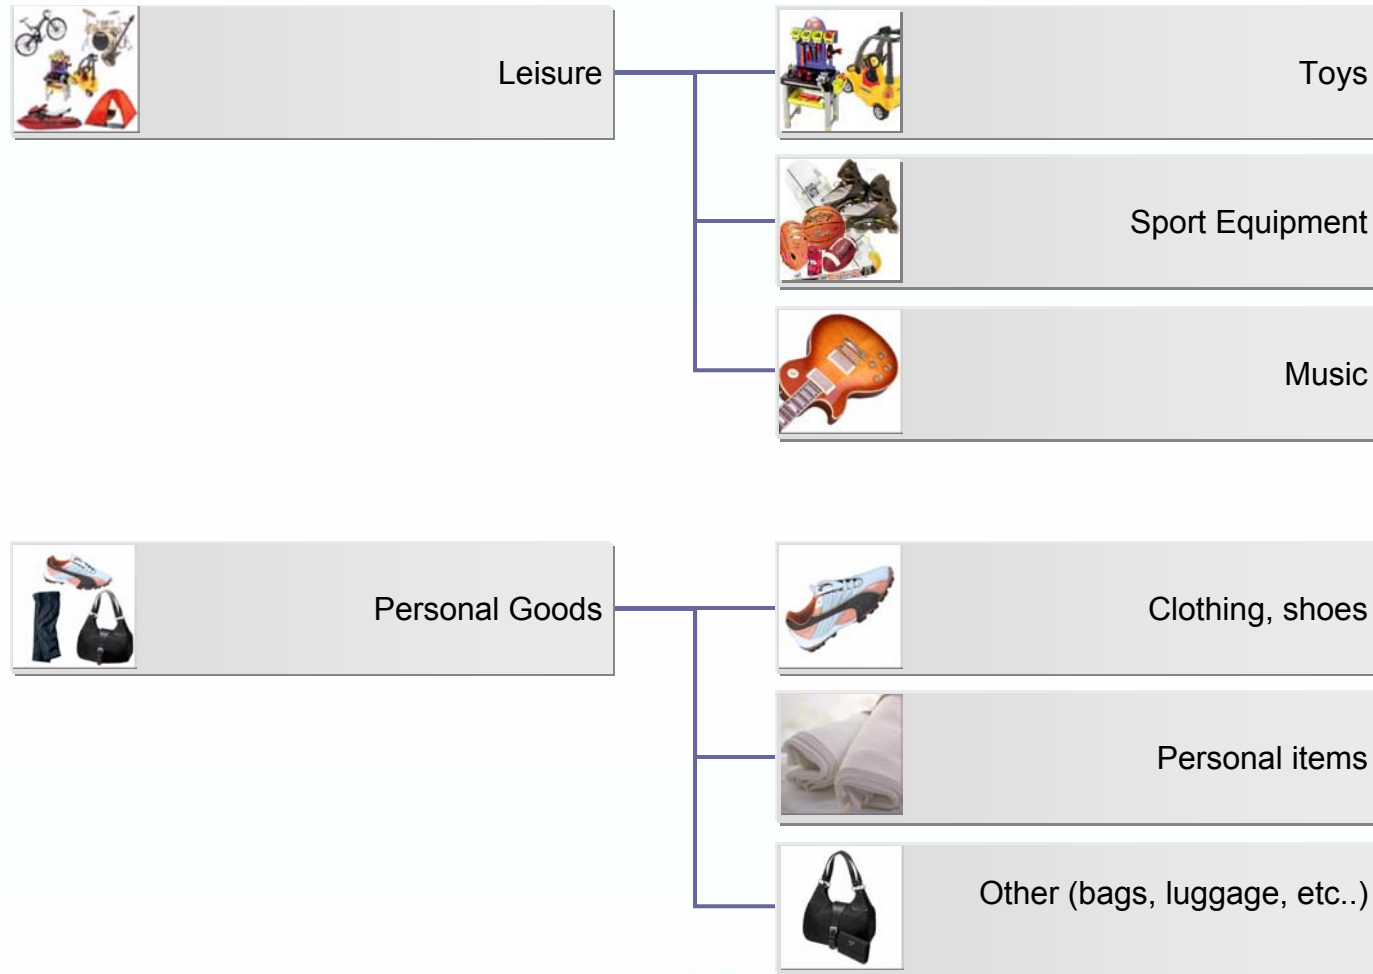 Leisure
Toys
Sport Equipment
Music
Personal Goods
Clothing, shoes
Personal items
Other (bags, luggage, etc..)